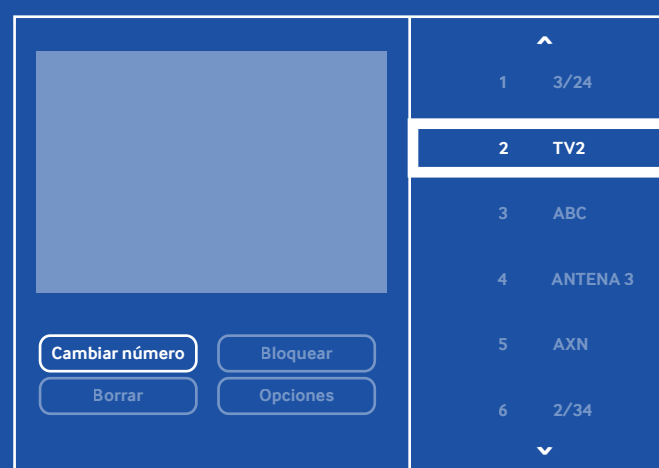 1 3/24
2 TV2
3 ABC
4 ANTENA 3
5 AXN
6 2/34
Cambiar número Bloquear
Borrar Opciones